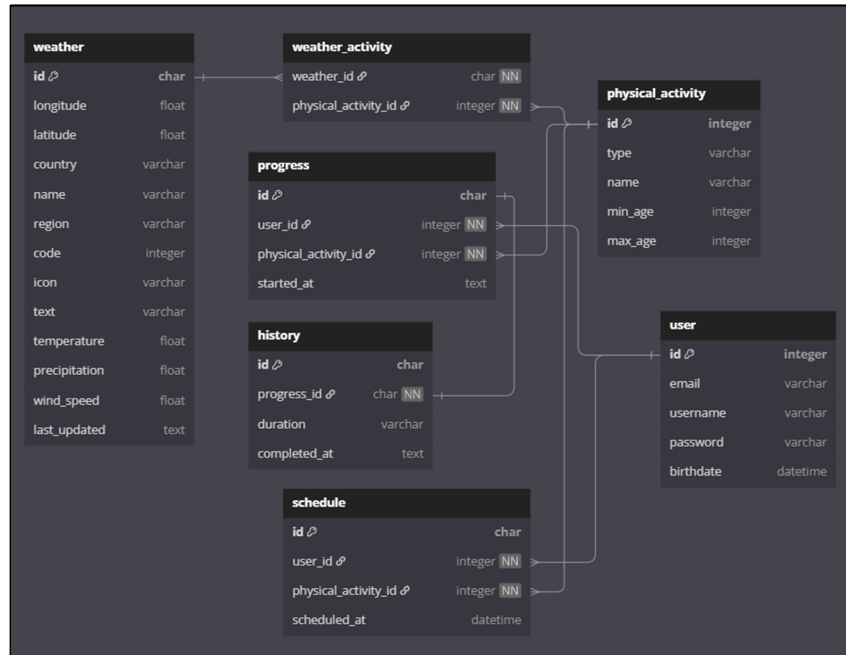 weather
id char
longitude float
latitude float
country varchar
name varchar
region varchar
code integer
icon varchar
text varchar
temperature float
precipitation float
wind_speed float
last_updated text
weather_activity
weather_id char NN
physical_activity_id integer NN
progress
id char
user_id integer NN
physical_activity_id integer NN
started_at text
history
id char
progress_id char NN
duration varchar
completed_at text
schedule
id char
user_id integer NN
physical_activity_id integer NN
scheduled_at datetime
physical_activity
id integer
type varchar
name varchar
min_age integer
max_age integer
user
id integer
email varchar
username varchar
password varchar
birthdate datetime